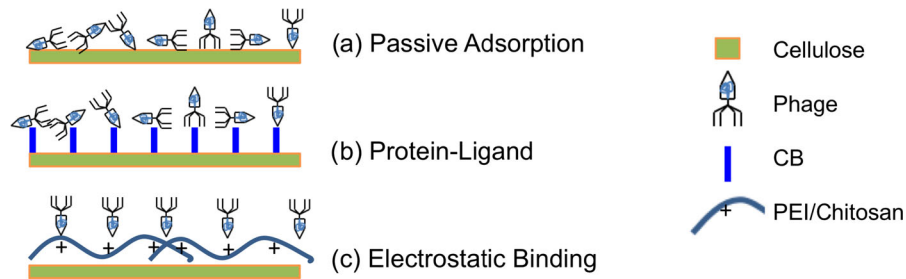 (a) Passive Adsorption
(b) Protein-Ligand
+ + + + + +
(c) Electrostatic Binding
Cellulose
Phage
CB
PEI/Chitosan
+